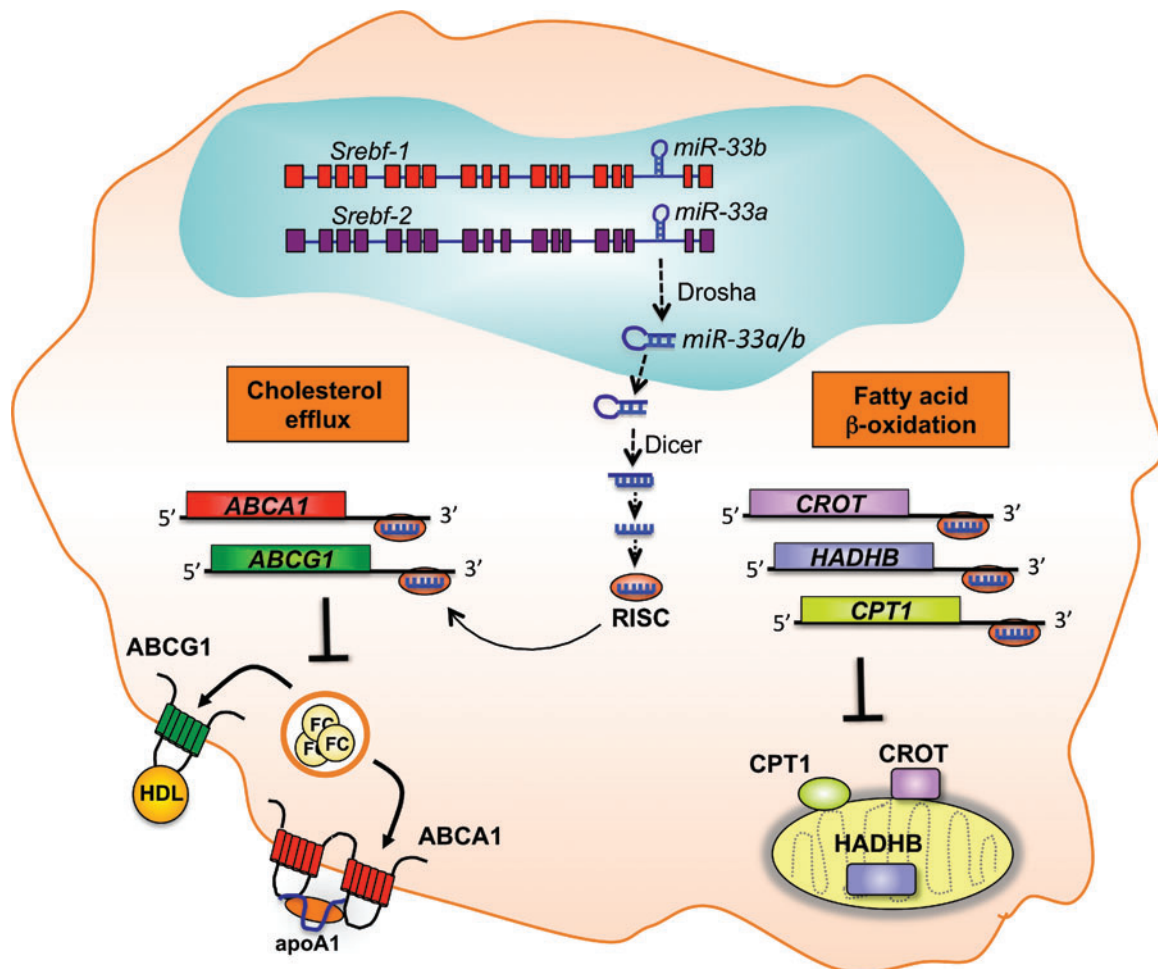 Srebf-1
miR-33b
Srebf-2
miR-33a
Drosha
miR-33a/b
Cholesterol
efflux
Fatty acid
β-oxidation
Dicer
ABCA1
5’ 3’
ABCG1
5’ 3’
RISC
CROT
5’ 3’
HADHB
5’ 3’
CPT1
5’ 3’
ABCG1
FC
FC
FC
HDL
ABCA1
apoA1
CPT1
CROT
HADHB